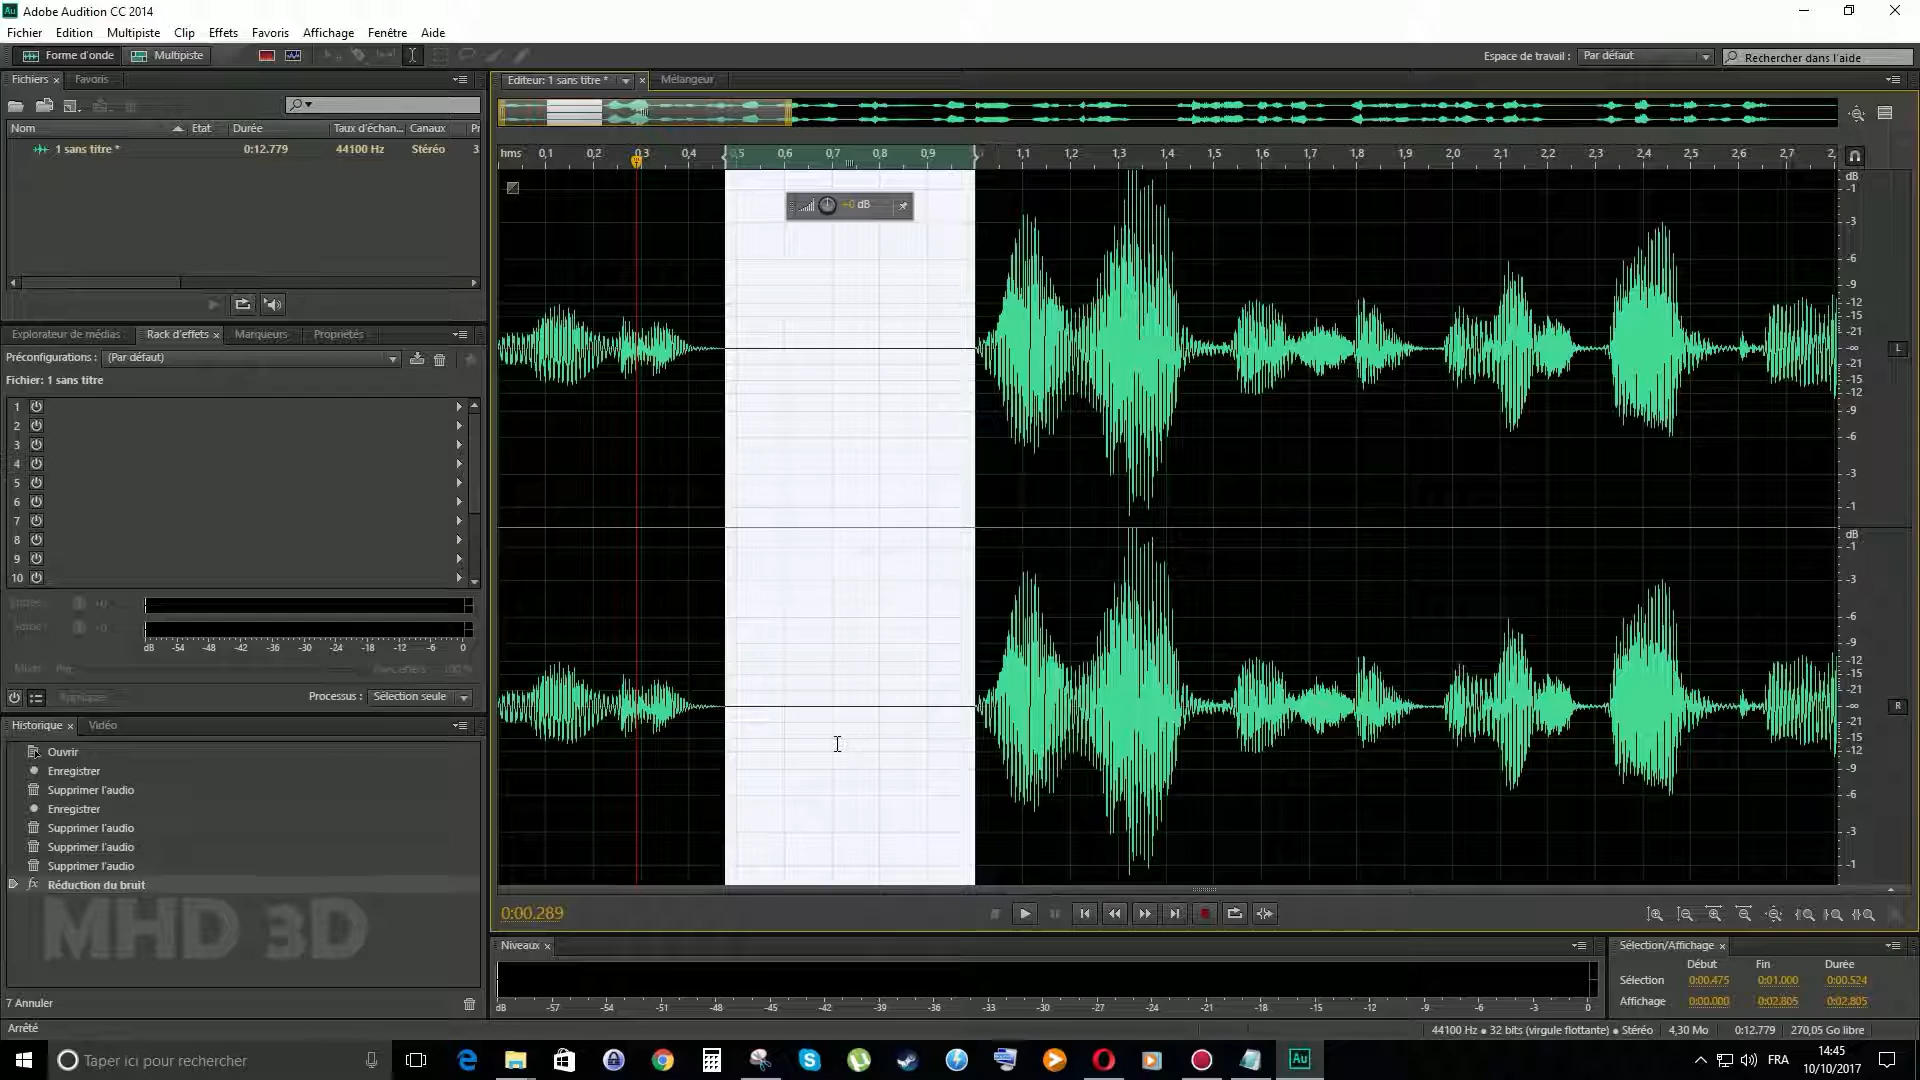 Adobe Audition CC 2014
Fichier Edition Multipiste Clip Effets Favoris Affichage Fenêtre Aide
Forme d'onde Multipiste Espace de travail : Par défaut Rechercher dans l'aide
Fichiers Favoris Editeur: 1 sans titre * Mélangeur
Nom Etat Durée Taux d'échan... Canaux
1 sans titre * 0:12.779 44100 Hz Stéréo 3
hms 0,1 0,2 0,3 0,4 0,5 0,6 0,7 0,8 0,9 1,1 1,2 1,3 1,4 1,5 1,6 1,7 1,8 1,9 2,0 2,1 2,2 2,3 2,4 2,5 2,6 2,7
+0 dB
dB -1 -3 -6 -9 -12 -15 -21 -∞ -21 -15 -12 -9 -6 -3 -1
L
dB -1 -3 -6 -9 -12 -15 -21 -∞ -21 -15 -12 -9 -6 -3 -1
R
Explorateur de médias Rack d'effets Marqueurs Propriétés
Préconfigurations : (Par défaut)
Fichier: 1 sans titre
1
2
3
4
5
6
7
8
9
10
dB -54 -48 -42 -36 -30 -24 -18 -12 -6 0
Processus : Sélection seule
Historique Vidéo
Ouvrir
Enregistrer
Supprimer l'audio
Enregistrer
Supprimer l'audio
Supprimer l'audio
Supprimer l'audio
fx Réduction du bruit
MHD 3D
7 Annuler
Arrêté
0:00.289
Niveaux
dB -57 -54 -51 -48 -45 -42 -39 -36 -33 -30 -27 -24 -21 -18 -15 -12 -9 -6 -3 0
Sélection/Affichage
Début Fin Durée
Sélection 0:00.475 0:01.000 0:00.524
Affichage 0:00.000 0:02.805 0:02.805
44100 Hz • 32 bits (virgule flottante) • Stéréo 4,30 Mo 0:12.779 270,05 Go libre
Taper ici pour rechercher
Au
FRA
14:45
10/10/2017